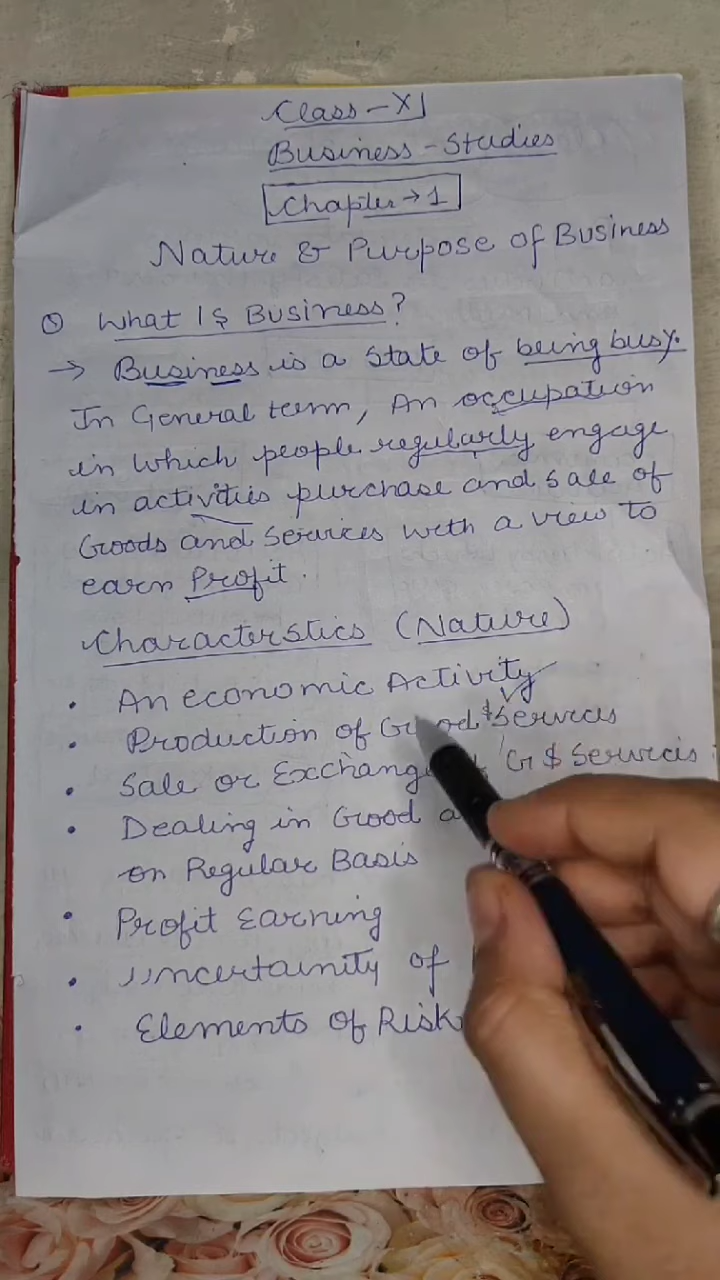 Class - XI
Business - Studies
Chapter → 1
Nature & Purpose of Business
What Is Business?
→ Business is a State of being busy.
In General term, An occupation
in which people regularly engage
in activities purchase and sale of
Goods and Services with a view to
earn Profit.
Characterstics (Nature)
• An economic Activity
• Production of Good $ Services
• Sale or Exchange G $ Services
• Dealing in Good
on Regular Basis
• Profit Earning
• Uncertainity of
• Elements of Risk